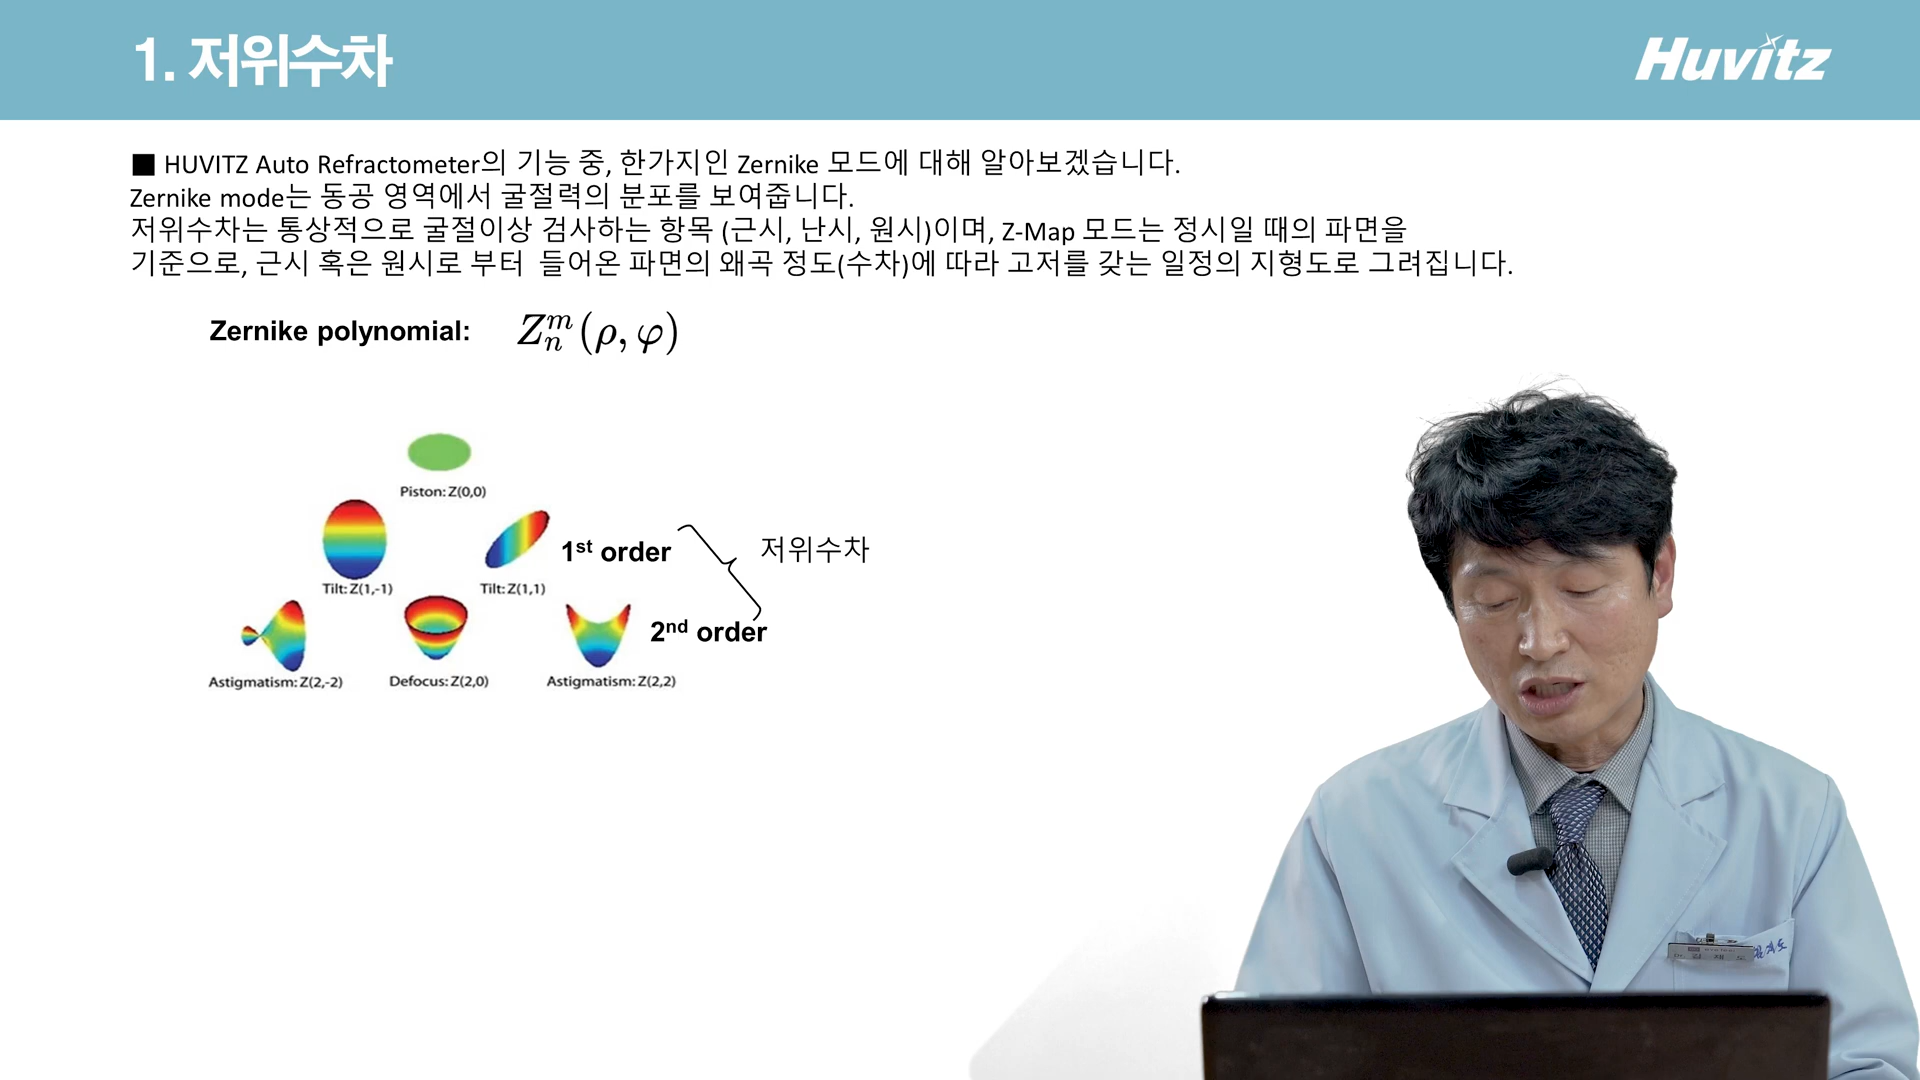 1. 저위수차
Huvitz
■ HUVITZ Auto Refractometer의 기능 중, 한가지인 Zernike 모드에 대해 알아보겠습니다.
Zernike mode는 동공 영역에서 굴절력의 분포를 보여줍니다.
저위수차는 통상적으로 굴절이상 검사하는 항목 (근시, 난시, 원시)이며, Z-Map 모드는 정시일 때의 파면을
기준으로, 근시 혹은 원시로 부터 들어온 파면의 왜곡 정도(수차)에 따라 고저를 갖는 일정의 지형도로 그려집니다.
Zernike polynomial: Z_n^m(ρ, φ)
Piston: Z(0,0)
Tilt: Z(1,-1)
Tilt: Z(1,1)
1st order
저위수차
2nd order
Astigmatism: Z(2,-2)
Defocus: Z(2,0)
Astigmatism: Z(2,2)